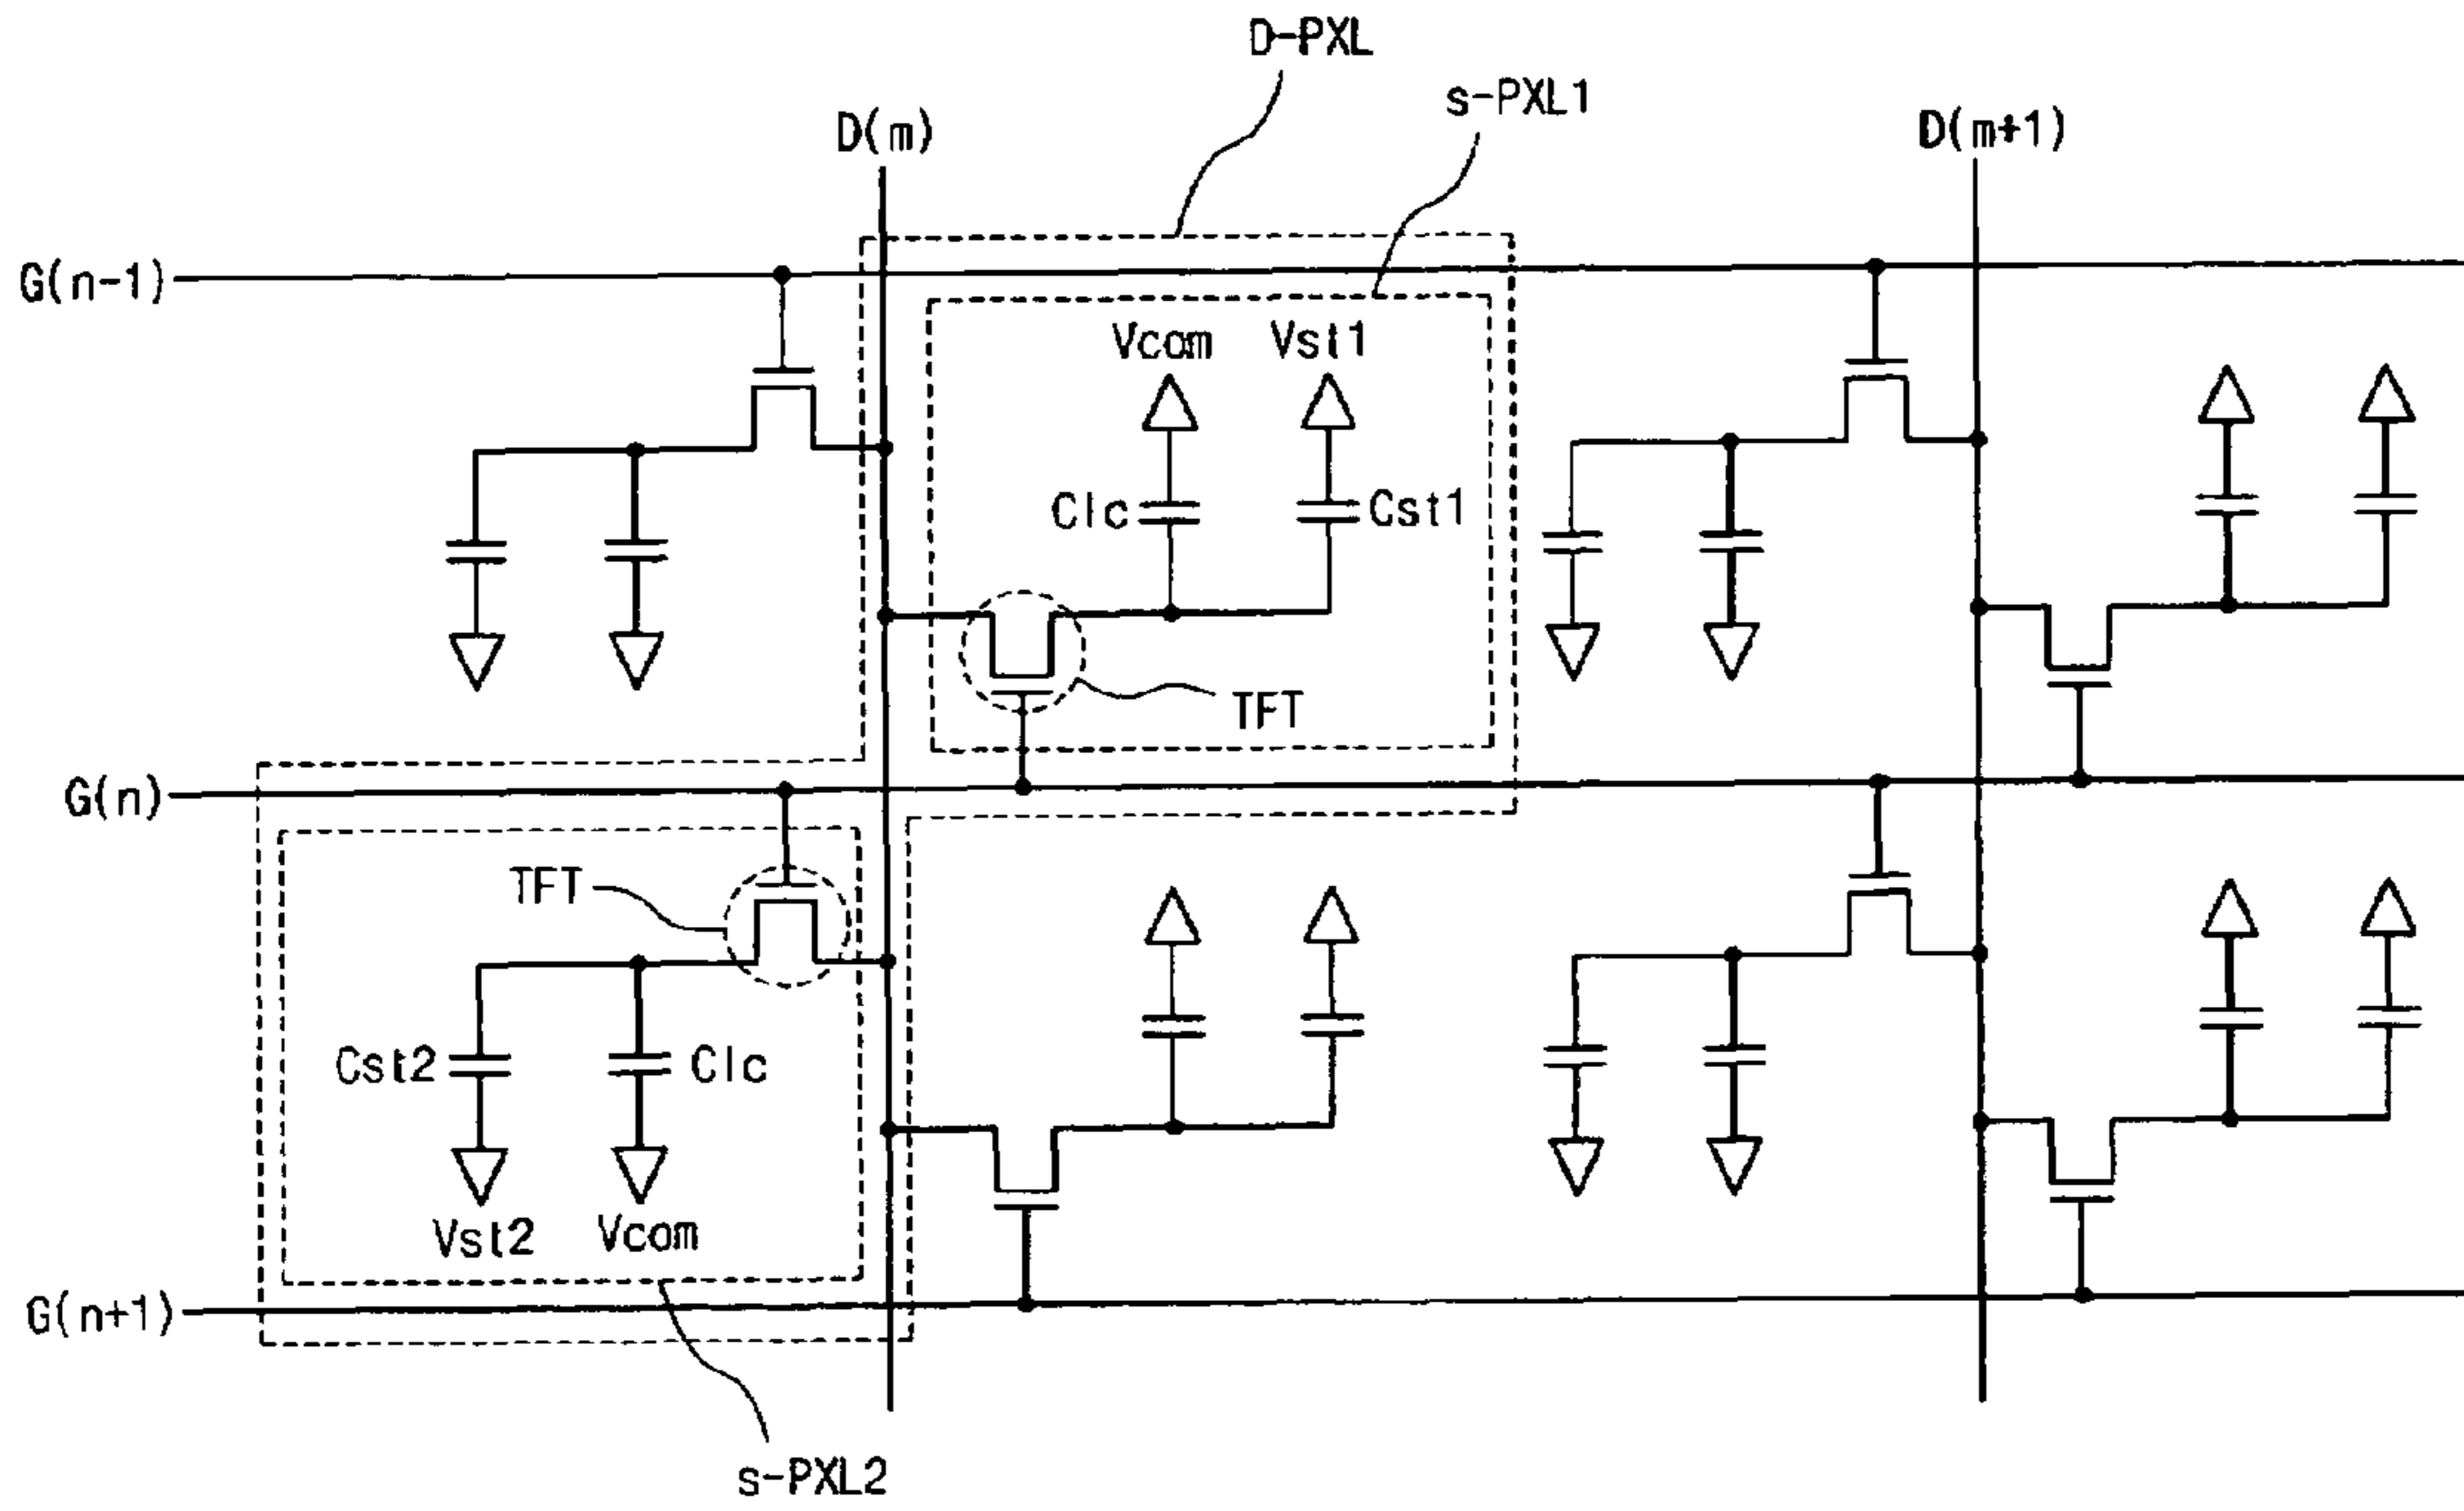 D-PXL
s-PXL1
D(m)
D(m+1)
G(n-1)
Vcom
Vst1
Clc
Cst1
TFT
G(n)
TFT
Cst2
Clc
Vst2
Vcom
G(n+1)
s-PXL2